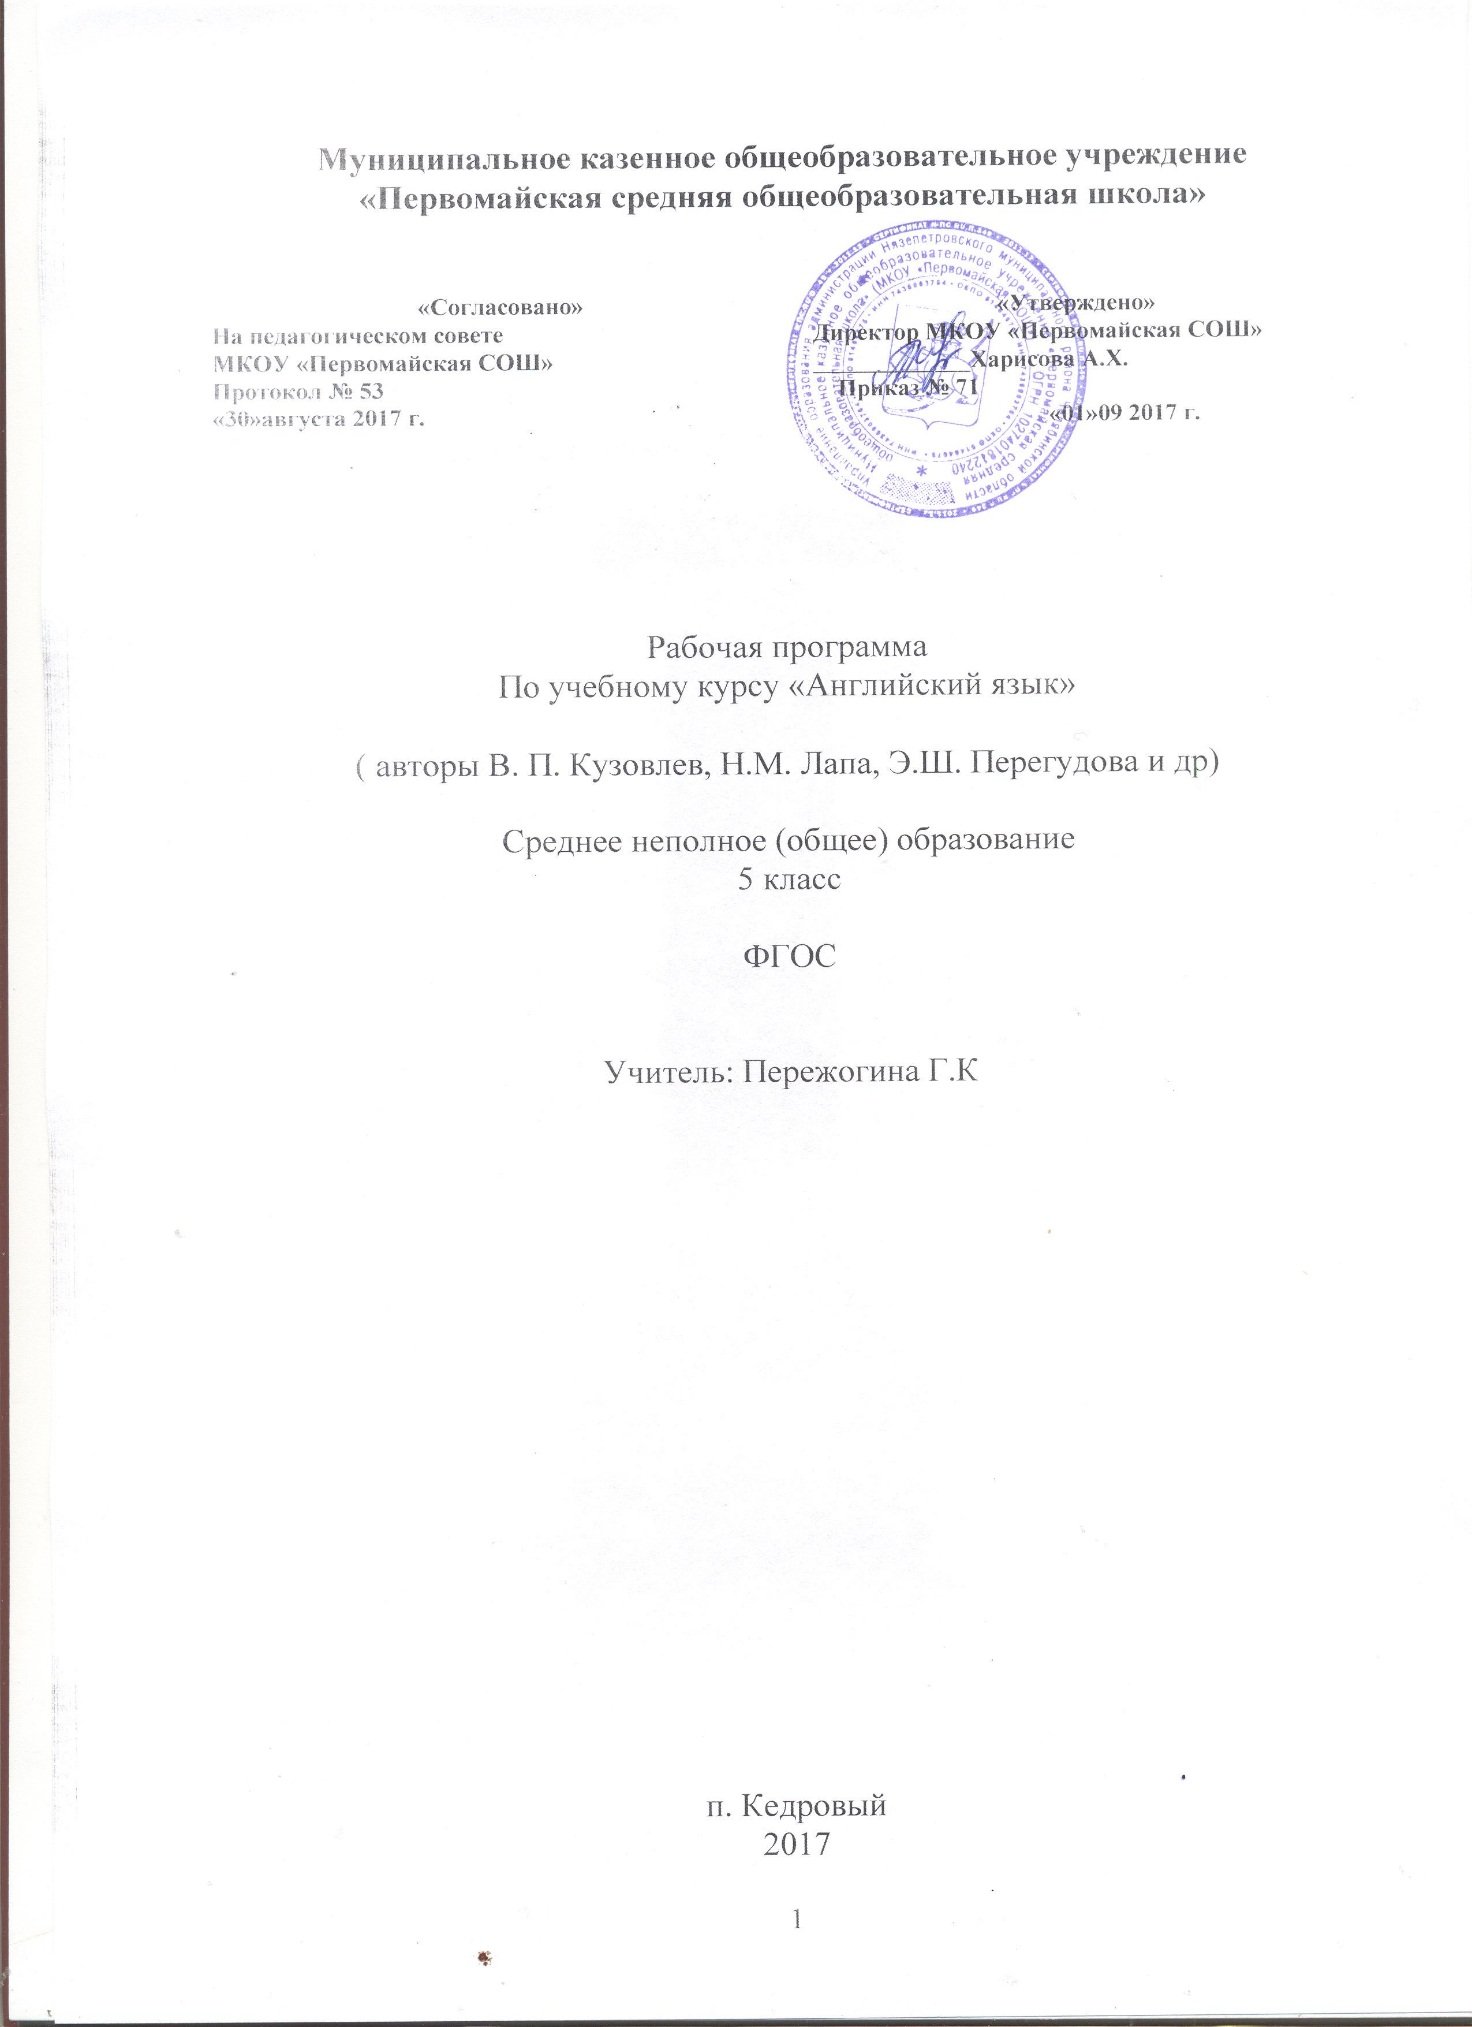 Муниципальное казенное общеобразовательное учреждение
«Первомайская средняя общеобразовательная школа»
«Согласовано»
На педагогическом совете
МКОУ «Первомайская СОШ»
Протокол № 53
«30»августа 2017 г.
«Утверждено»
Директор МКОУ «Первомайская СОШ»
Харисова А.Х.
Приказ № 71
«01»09 2017 г.
Рабочая программа
По учебному курсу «Английский язык»
( авторы В. П. Кузовлев, Н.М. Лапа, Э.Ш. Перегудова и др)
Среднее неполное (общее) образование
5 класс
ФГОС
Учитель: Пережогина Г.К
п. Кедровый
2017
1